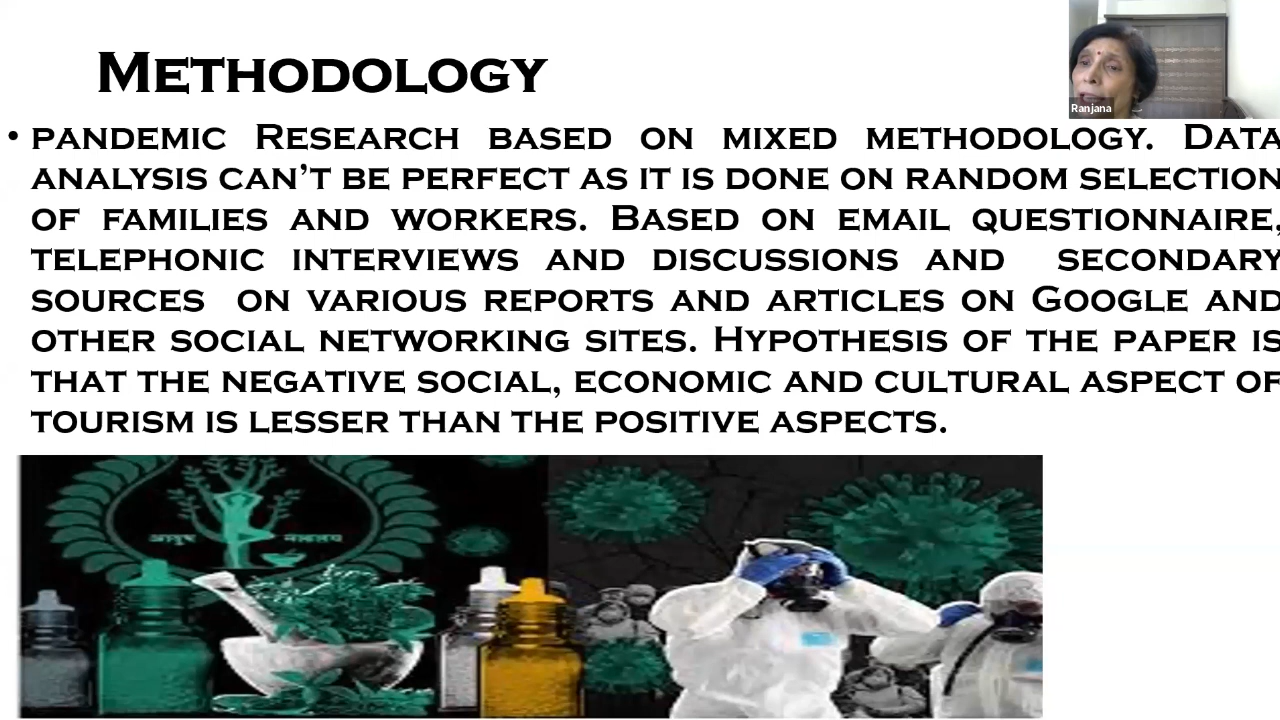 METHODOLOGY
Ranjana
• PANDEMIC RESEARCH BASED ON MIXED METHODOLOGY. DATA
ANALYSIS CAN'T BE PERFECT AS IT IS DONE ON RANDOM SELECTION
OF FAMILIES AND WORKERS. BASED ON EMAIL QUESTIONNAIRE,
TELEPHONIC INTERVIEWS AND DISCUSSIONS AND SECONDARY
SOURCES ON VARIOUS REPORTS AND ARTICLES ON GOOGLE AND
OTHER SOCIAL NETWORKING SITES. HYPOTHESIS OF THE PAPER IS
THAT THE NEGATIVE SOCIAL, ECONOMIC AND CULTURAL ASPECT OF
TOURISM IS LESSER THAN THE POSITIVE ASPECTS.